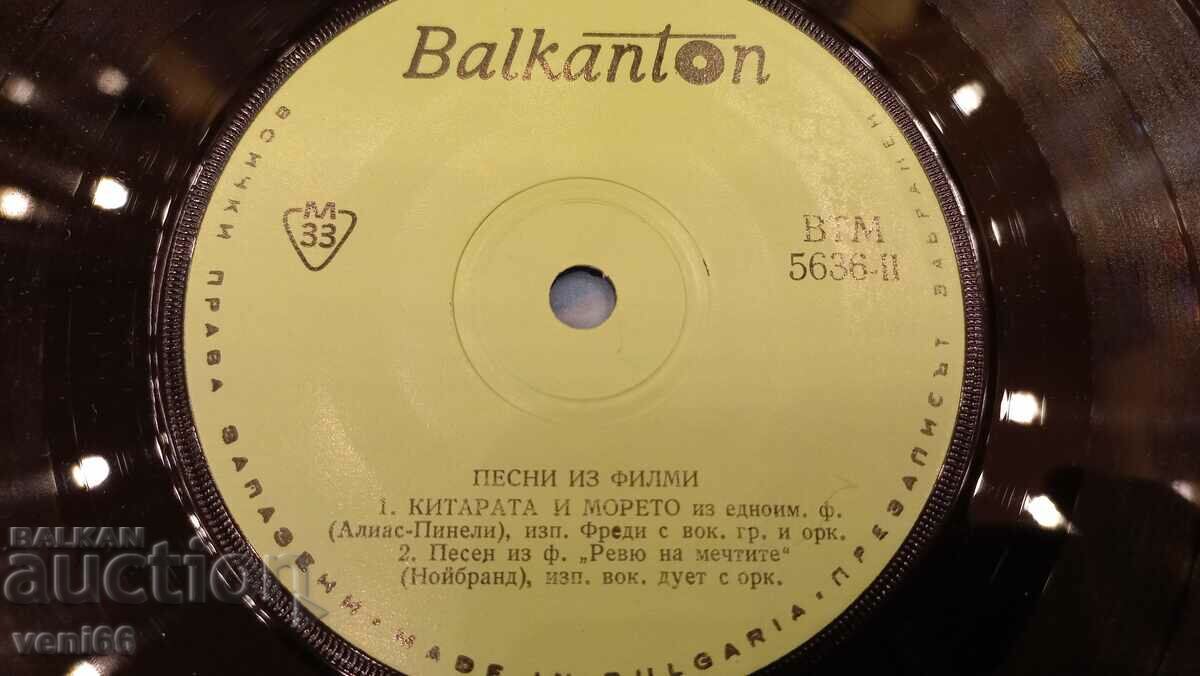 Balkanton
М
33
ВТМ
5636-II
ПЕСНИ ИЗ ФИЛМИ
1. КИТАРАТА И МОРЕТО из едноим. ф.
(Алиас-Пинели), изп. Фреди с вок. гр. и орк.
2. Песен из ф. „Ревю на мечтите“
(Нойбранд), изп. вок. дует с орк.
ВСИЧКИ ПРАВА ЗАПАЗЕНИ · MADE IN BULGARIA · ПРЕЗАПИСЪТ ЗАБРАНЕН
BALKAN
auction
veni66